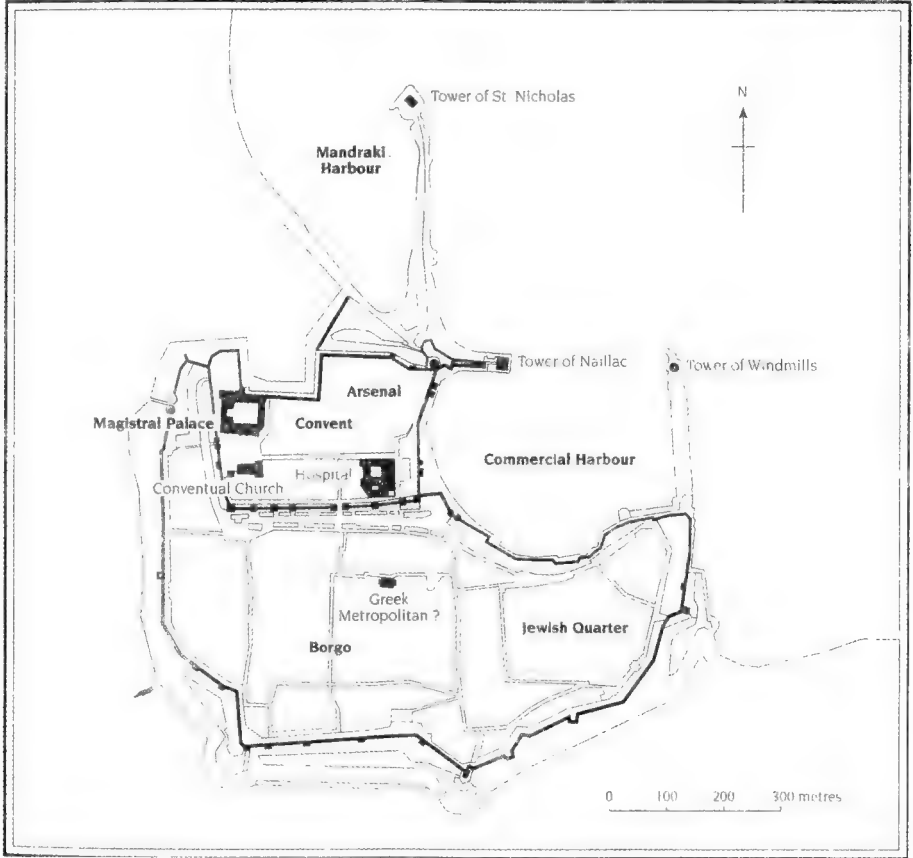 Tower of St Nicholas
N
Mandraki
Harbour
Tower of Naillac
Tower of Windmills
Arsenal
Magistral Palace
Convent
Commercial Harbour
Hospital
Conventual Church
Greek
Metropolitan ?
Jewish Quarter
Borgo
0 100 200 300 metres